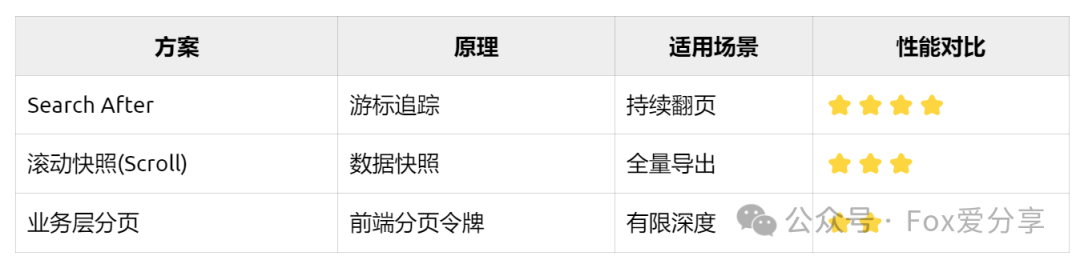 方案 原理 适用场景 性能对比
Search After 游标追踪 持续翻页 ⭐⭐⭐⭐
滚动快照(Scroll) 数据快照 全量导出 ⭐⭐⭐
业务层分页 前端分页令牌 有限深度 ⭐⭐
公众号 · Fox爱分享